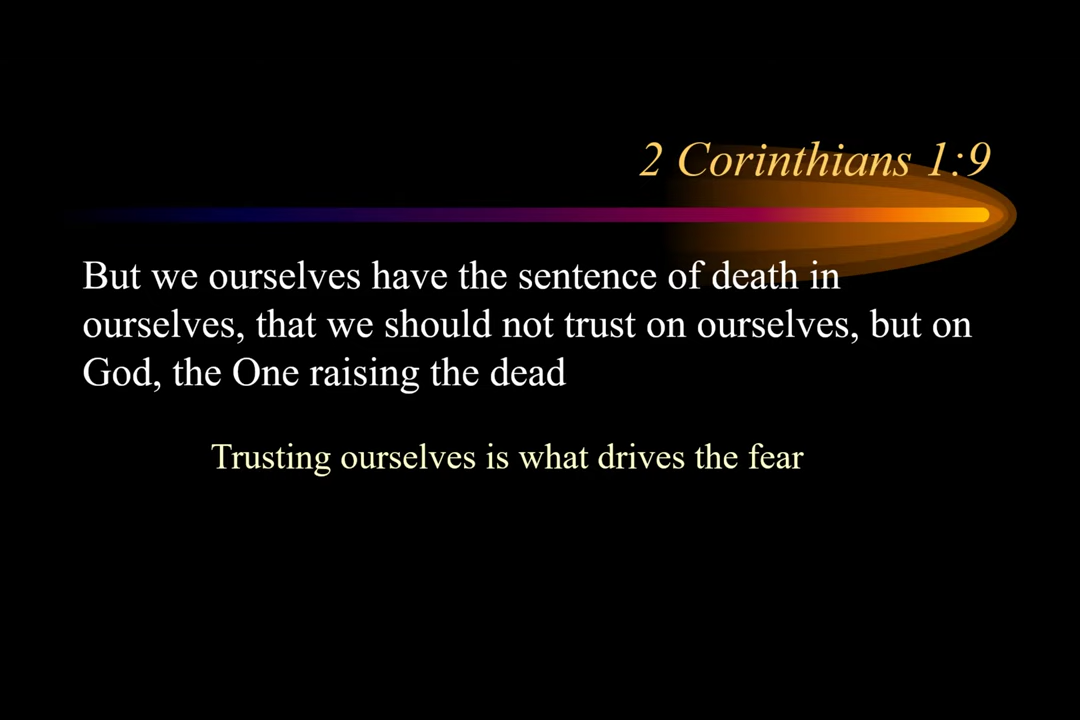 2 Corinthians 1:9
But we ourselves have the sentence of death in
ourselves, that we should not trust on ourselves, but on
God, the One raising the dead
Trusting ourselves is what drives the fear